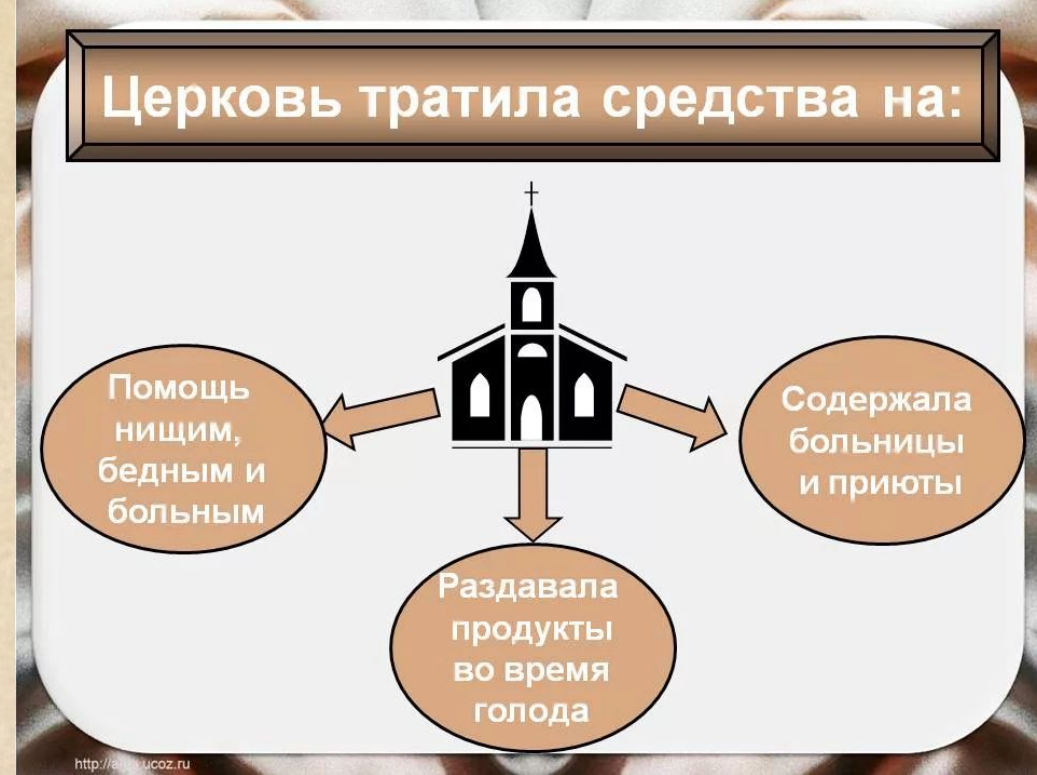 Церковь тратила средства на:
Помощь
нищим,
бедным и
больным
Содержала
больницы
и приюты
Раздавала
продукты
во время
голода